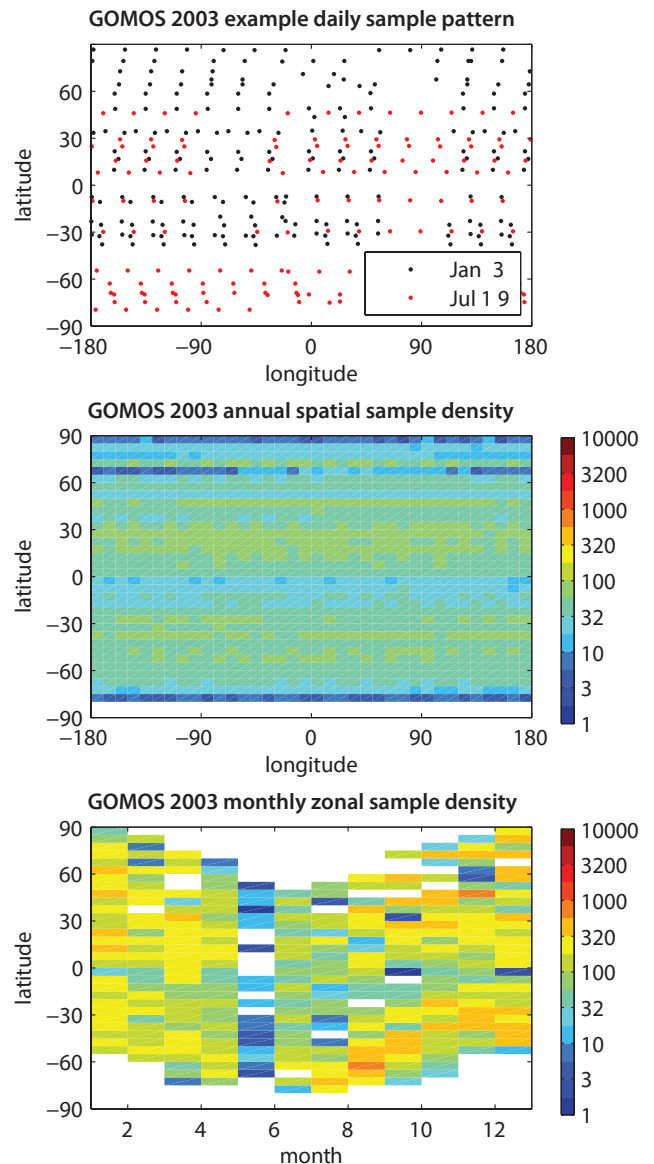 GOMOS 2003 example daily sample pattern
60
30
0
−30
−60
−90
latitude
Jan 3
Jul 1 9
−180 −90 0 90 180
longitude
GOMOS 2003 annual spatial sample density
90
60
30
0
−30
−60
−90
latitude
−180 −90 0 90 180
longitude
10000
3200
1000
320
100
32
10
3
1
GOMOS 2003 monthly zonal sample density
90
60
30
0
−30
−60
−90
latitude
2 4 6 8 10 12
month
10000
3200
1000
320
100
32
10
3
1